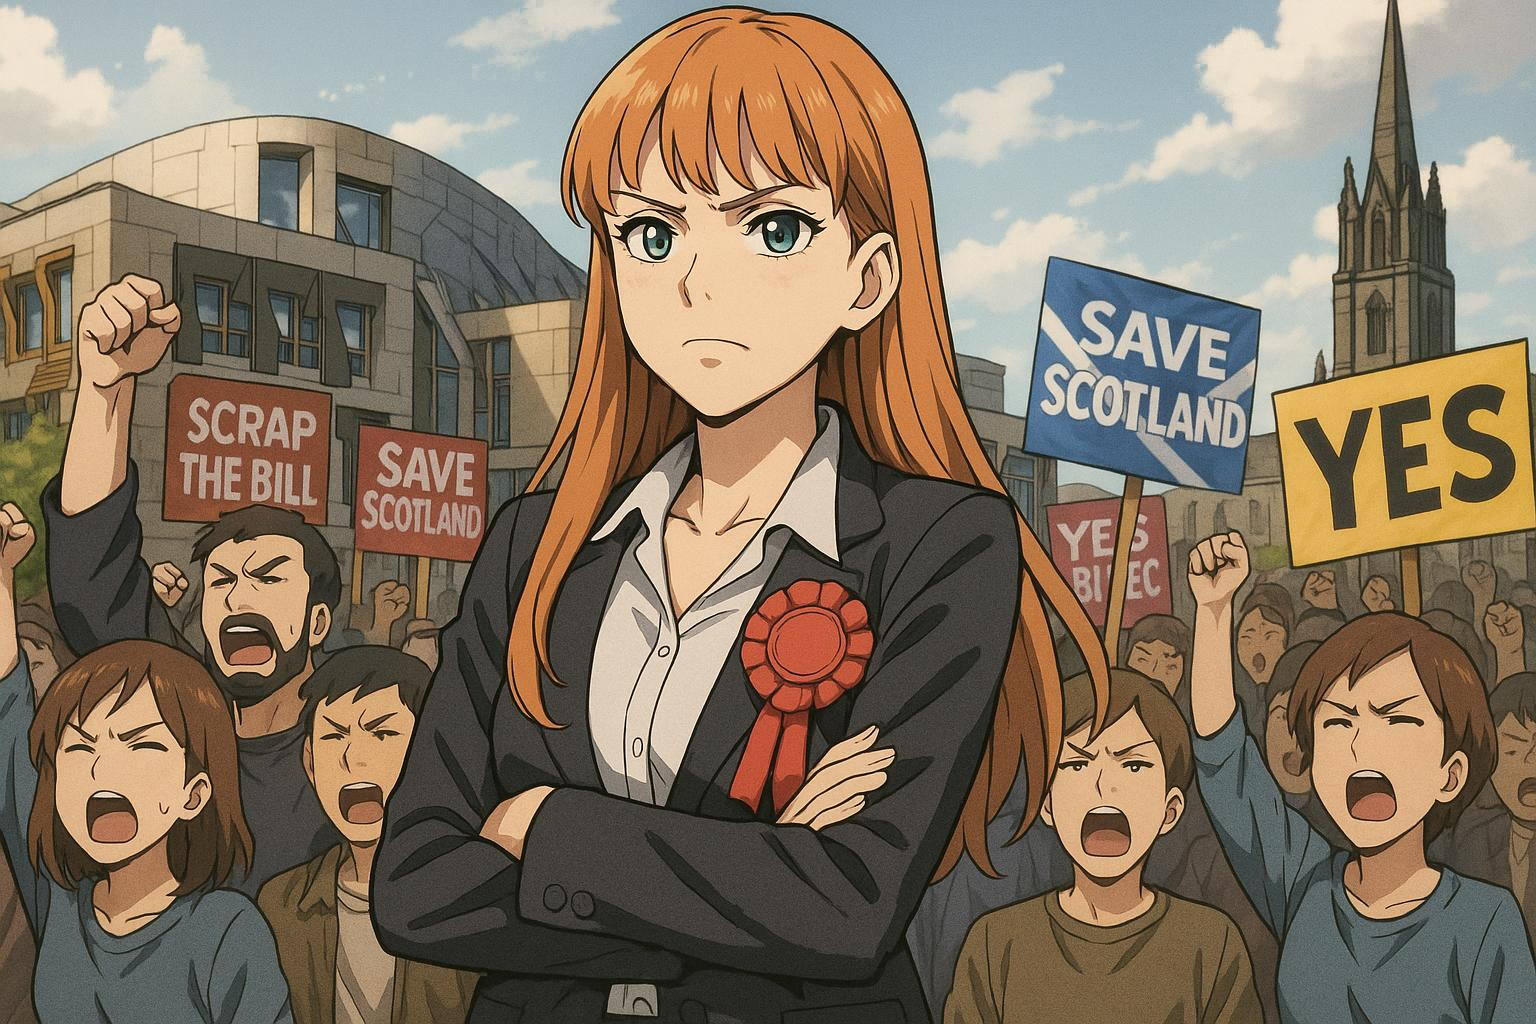 SCRAP
THE BILL
SAVE
SCOTLAND
SAVE
SCOTLAND
YES
YES